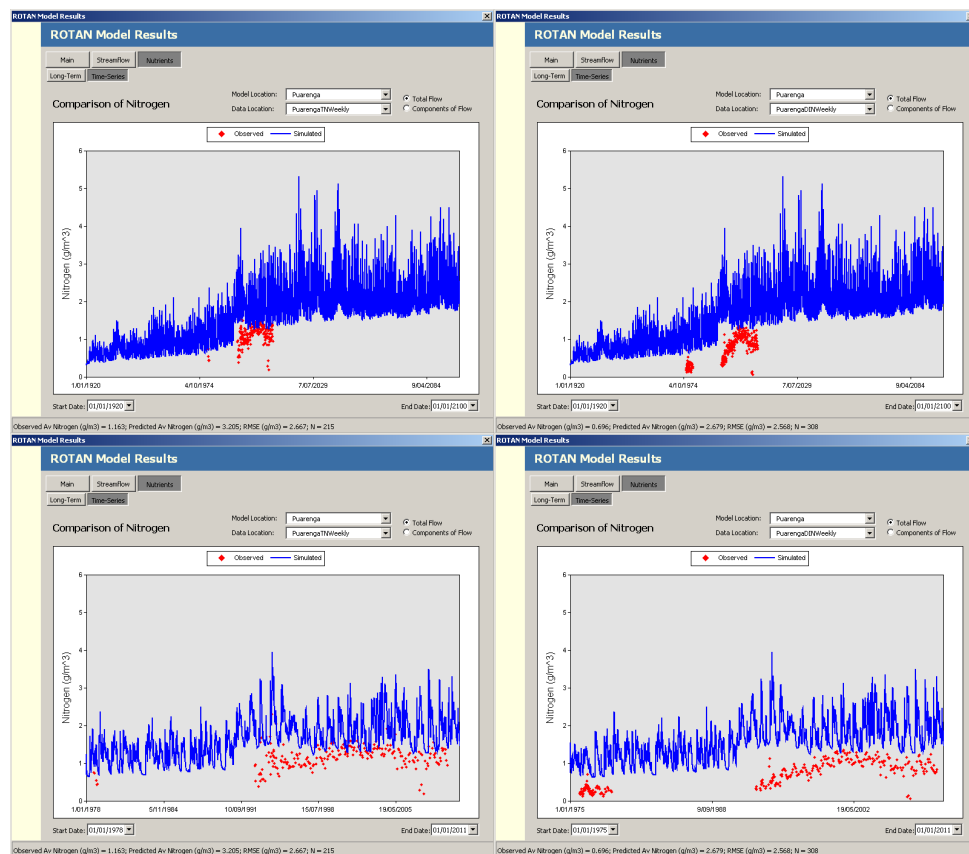 ROTAN Model Results
ROTAN Model Results
Main Streamflow Nutrients
Long-Term Time-Series
Comparison of Nitrogen
Model Location: Puarenga
Data Location: PuarengaTNWeekly
Total Flow
Components of Flow
Observed Simulated
Nitrogen (g/m^3)
6
5
4
3
2
1
0
1/01/1920 4/10/1974 7/07/2029 9/04/2084
Start Date: 01/01/1920 End Date: 01/01/2100
Observed Av Nitrogen (g/m3) = 1.163; Predicted Av Nitrogen (g/m3) = 3.205; RMSE (g/m3) = 2.667; N = 215
ROTAN Model Results
ROTAN Model Results
Main Streamflow Nutrients
Long-Term Time-Series
Comparison of Nitrogen
Model Location: Puarenga
Data Location: PuarengaDINWeekly
Total Flow
Components of Flow
Observed Simulated
Nitrogen (g/m^3)
6
5
4
3
2
1
0
1/01/1920 4/10/1974 7/07/2029 9/04/2084
Start Date: 01/01/1920 End Date: 01/01/2100
Observed Av Nitrogen (g/m3) = 0.696; Predicted Av Nitrogen (g/m3) = 2.679; RMSE (g/m3) = 2.568; N = 308
ROTAN Model Results
ROTAN Model Results
Main Streamflow Nutrients
Long-Term Time-Series
Comparison of Nitrogen
Model Location: Puarenga
Data Location: PuarengaTNWeekly
Total Flow
Components of Flow
Observed Simulated
Nitrogen (g/m^3)
6
5
4
3
2
1
0
1/01/1978 5/11/1984 10/09/1991 15/07/1998 19/05/2005
Start Date: 01/01/1978 End Date: 01/01/2011
Observed Av Nitrogen (g/m3) = 1.163; Predicted Av Nitrogen (g/m3) = 3.205; RMSE (g/m3) = 2.667; N = 215
ROTAN Model Results
ROTAN Model Results
Main Streamflow Nutrients
Long-Term Time-Series
Comparison of Nitrogen
Model Location: Puarenga
Data Location: PuarengaDINWeekly
Total Flow
Components of Flow
Observed Simulated
Nitrogen (g/m^3)
6
5
4
3
2
1
0
1/01/1975 9/09/1988 19/05/2002
Start Date: 01/01/1975 End Date: 01/01/2011
Observed Av Nitrogen (g/m3) = 0.696; Predicted Av Nitrogen (g/m3) = 2.679; RMSE (g/m3) = 2.568; N = 308